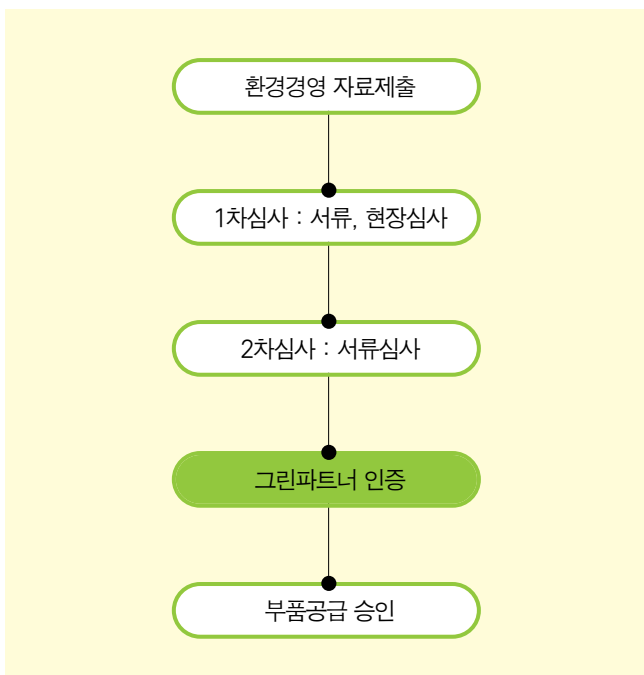 환경경영 자료제출
1차심사 : 서류, 현장심사
2차심사 : 서류심사
그린파트너 인증
부품공급 승인